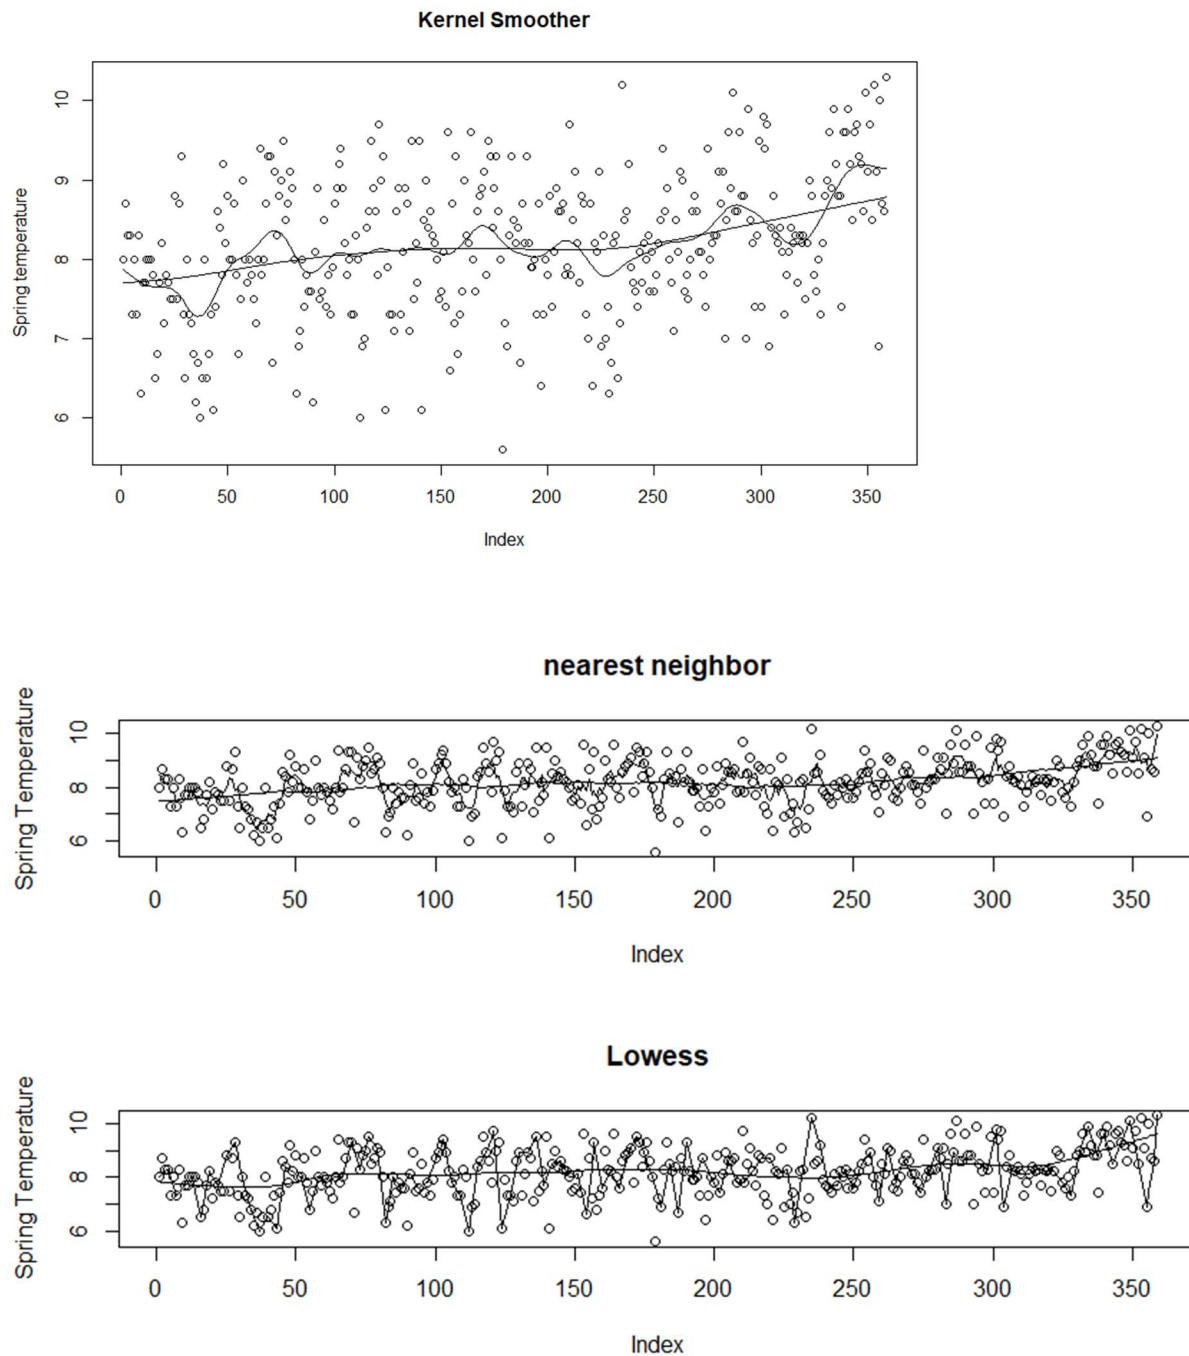 Kernel Smoother
Spring temperature
10
9
8
7
6
0 50 100 150 200 250 300 350
Index
nearest neighbor
Spring Temperature
10
8
6
0 50 100 150 200 250 300 350
Index
Lowess
Spring Temperature
10
8
6
0 50 100 150 200 250 300 350
Index